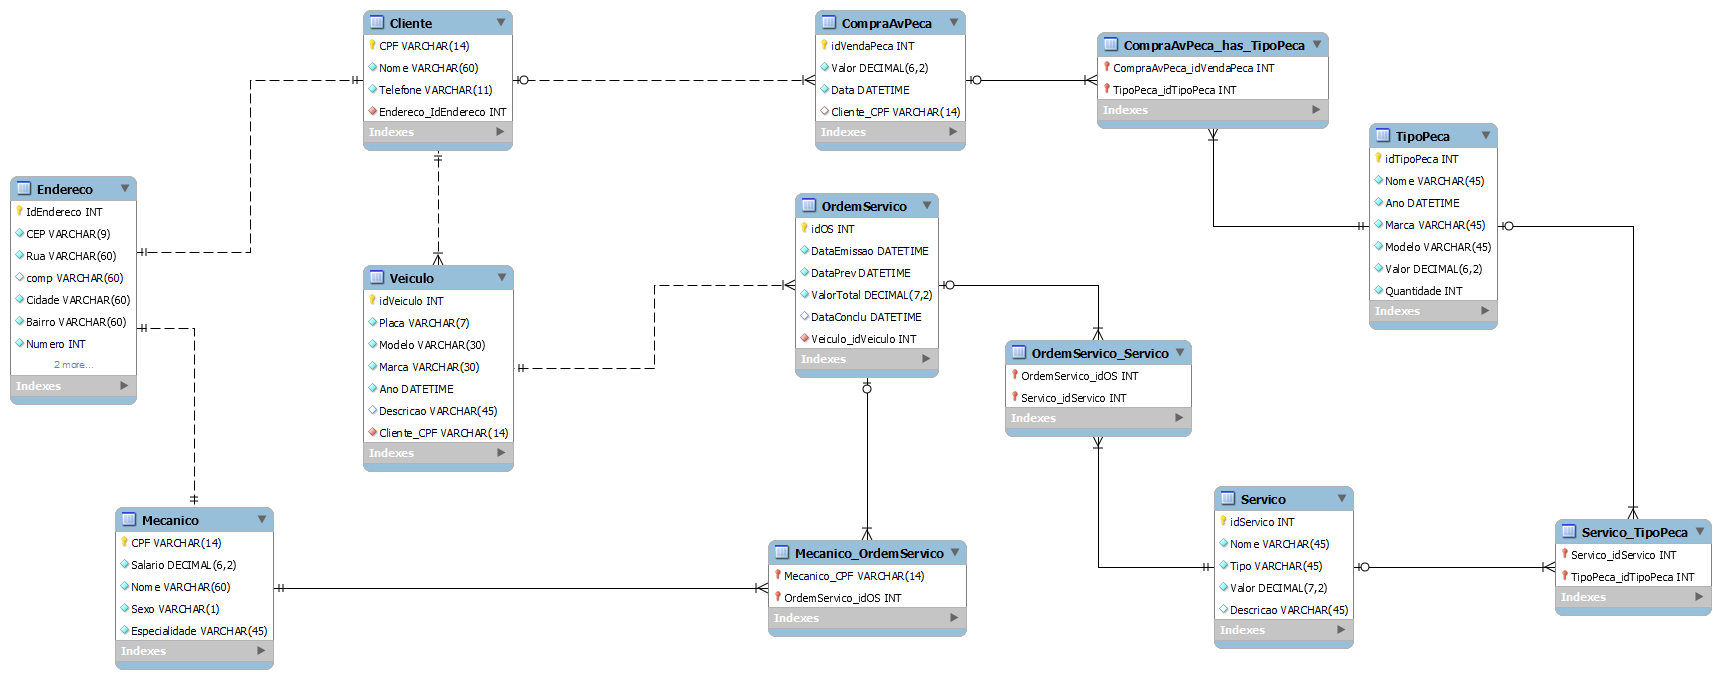 Cliente
CPF VARCHAR(14)
Nome VARCHAR(60)
Telefone VARCHAR(11)
Endereco_IdEndereco INT
Indexes
CompraAvPeca
idVendaPeca INT
Valor DECIMAL(6,2)
Data DATETIME
Cliente_CPF VARCHAR(14)
Indexes
CompraAvPeca_has_TipoPeca
CompraAvPeca_idVendaPeca INT
TipoPeca_idTipoPeca INT
Indexes
TipoPeca
idTipoPeca INT
Nome VARCHAR(45)
Ano DATETIME
Marca VARCHAR(45)
Modelo VARCHAR(45)
Valor DECIMAL(6,2)
Quantidade INT
Indexes
Endereco
IdEndereco INT
CEP VARCHAR(9)
Rua VARCHAR(60)
comp VARCHAR(60)
Cidade VARCHAR(60)
Bairro VARCHAR(60)
Numero INT
2 more...
Indexes
Veiculo
idVeiculo INT
Placa VARCHAR(7)
Modelo VARCHAR(30)
Marca VARCHAR(30)
Ano DATETIME
Descricao VARCHAR(45)
Cliente_CPF VARCHAR(14)
Indexes
OrdemServico
idOS INT
DataEmissao DATETIME
DataPrev DATETIME
ValorTotal DECIMAL(7,2)
DataConclu DATETIME
Veiculo_idVeiculo INT
Indexes
OrdemServico_Servico
OrdemServico_idOS INT
Servico_idServico INT
Indexes
Mecanico
CPF VARCHAR(14)
Salario DECIMAL(6,2)
Nome VARCHAR(60)
Sexo VARCHAR(1)
Especialidade VARCHAR(45)
Indexes
Mecanico_OrdemServico
Mecanico_CPF VARCHAR(14)
OrdemServico_idOS INT
Indexes
Servico
idServico INT
Nome VARCHAR(45)
Tipo VARCHAR(45)
Valor DECIMAL(7,2)
Descricao VARCHAR(45)
Indexes
Servico_TipoPeca
Servico_idServico INT
TipoPeca_idTipoPeca INT
Indexes